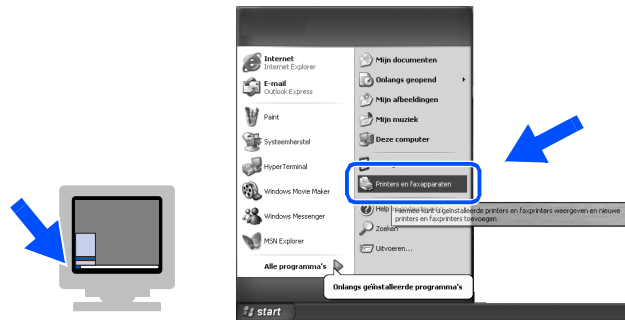 Internet
Internet Explorer
E-mail
Outlook Express
Paint
Systeemherstel
HyperTerminal
Windows Movie Maker
Windows Messenger
MSN Explorer
Alle programma's
Mijn documenten
Onlangs geopend
Mijn afbeeldingen
Mijn muziek
Deze computer
Printers en faxapparaten
Help
Hiermee kunt u geïnstalleerde printers en faxprinters weergeven en nieuwe
printers en faxprinters toevoegen
Zoeken
Uitvoeren...
Onlangs geïnstalleerde programma's
start